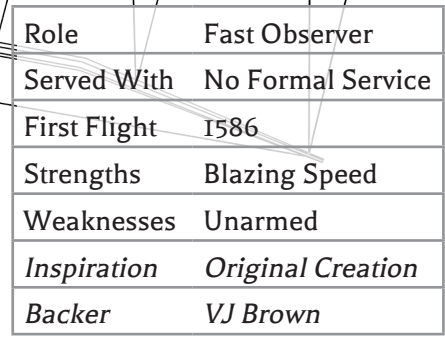 Role Fast Observer
Served With No Formal Service
First Flight 1586
Strengths Blazing Speed
Weaknesses Unarmed
Inspiration Original Creation
Backer VJ Brown